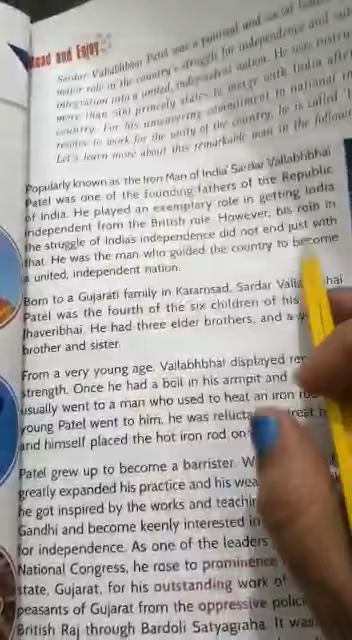 Read and Enjoy
Sardar Vallabhbhai Patel was a political and social
major role in the country's struggle for independence and
integration into a united, independent nation. He was
more than 500 princely states to merge with India after
country. For his unwavering commitment to national
resolve to work for the unity of the country, he is called
Let's learn more about this remarkable man in the
Popularly known as the Iron Man of India Sardar Vallabhbhai
Patel was one of the founding fathers of the Republic
of India. He played an exemplary role in getting India
independent from the British rule. However, his role in
the struggle of India's independence did not end just with
that. He was the man who guided the country to become
a united, independent nation.
Born to a Gujarati family in Karamsad, Sardar
Patel was the fourth of the six children of his
Jhaveribhai. He had three elder brothers, and a
brother and sister.
From a very young age, Vallabhbhai displayed
strength. Once he had a boil in his armpit and
usually went to a man who used to heat an iron
young Patel went to him, he was
and himself placed the hot iron rod on
Patel grew up to become a barrister.
greatly expanded his practice and his
he got inspired by the works and
Gandhi and become keenly interested in
for independence. As one of the leaders
National Congress, he rose to prominence
state, Gujarat, for his outstanding work of
peasants of Gujarat from the oppressive
British Raj through Bardoli Satyagraha. It was